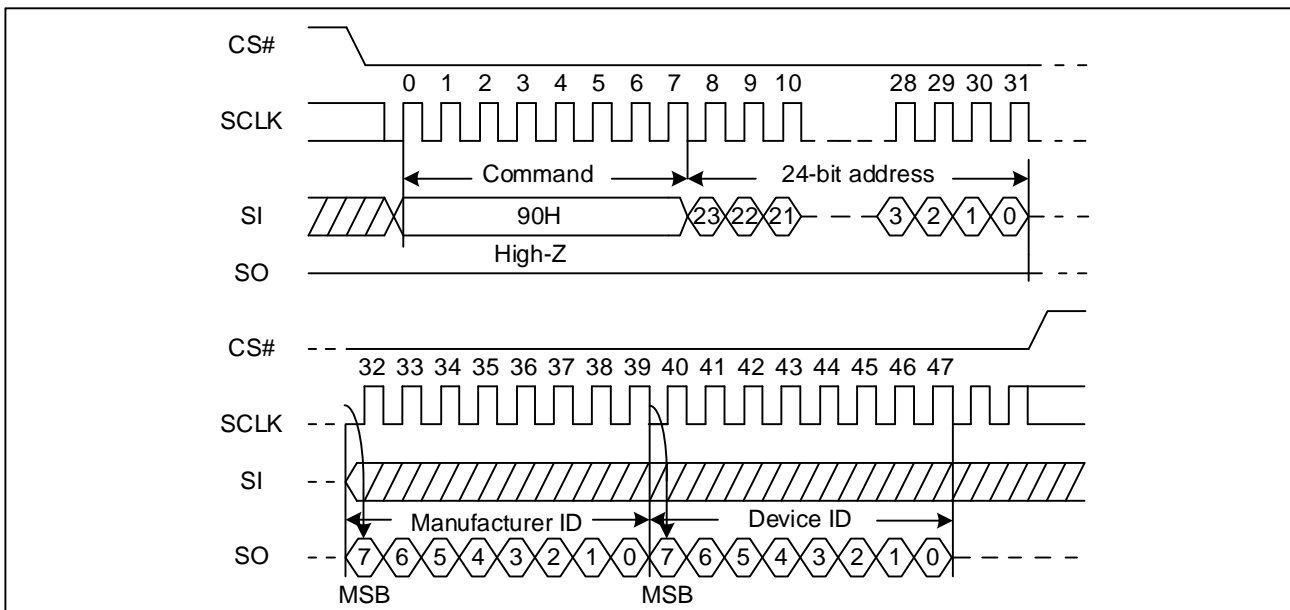 CS#
0 1 2 3 4 5 6 7 8 9 10 28 29 30 31
SCLK
Command 24-bit address
SI 90H 23 22 21 3 2 1 0
High-Z
SO
CS#
32 33 34 35 36 37 38 39 40 41 42 43 44 45 46 47
SCLK
SI
Manufacturer ID Device ID
SO 7 6 5 4 3 2 1 0 7 6 5 4 3 2 1 0
MSB MSB